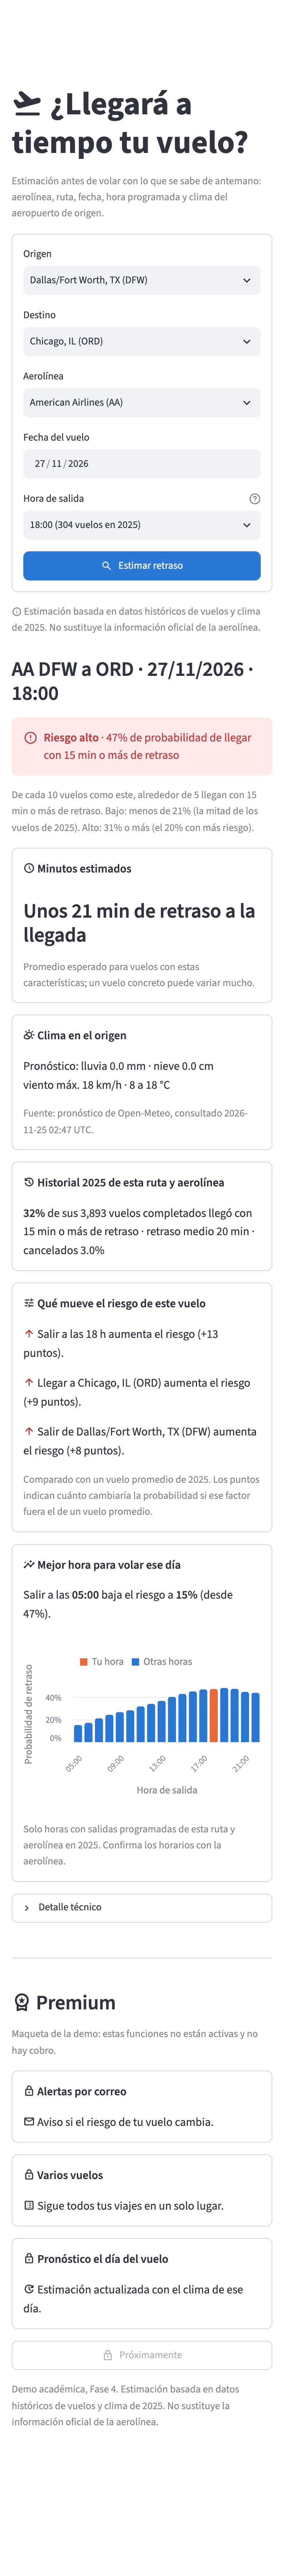 ¿Llegará a
tiempo tu vuelo?
Estimación antes de volar con lo que se sabe de antemano:
aerolínea, ruta, fecha, hora programada y clima del
aeropuerto de origen.
Origen
Dallas/Fort Worth, TX (DFW)
Destino
Chicago, IL (ORD)
Aerolínea
American Airlines (AA)
Fecha del vuelo
27 / 11 / 2026
Hora de salida
18:00 (304 vuelos en 2025)
Estimar retraso
Estimación basada en datos históricos de vuelos y clima
de 2025. No sustituye la información oficial de la aerolínea.
AA DFW a ORD · 27/11/2026 ·
18:00
Riesgo alto · 47% de probabilidad de llegar
con 15 min o más de retraso
De cada 10 vuelos como este, alrededor de 5 llegan con 15
min o más de retraso. Bajo: menos de 21% (la mitad de los
vuelos de 2025). Alto: 31% o más (el 20% con más riesgo).
Minutos estimados
Unos 21 min de retraso a la
llegada
Promedio esperado para vuelos con estas
características; un vuelo concreto puede variar mucho.
Clima en el origen
Pronóstico: lluvia 0.0 mm · nieve 0.0 cm
viento máx. 18 km/h · 8 a 18 °C
Fuente: pronóstico de Open-Meteo, consultado 2026-
11-25 02:47 UTC.
Historial 2025 de esta ruta y aerolínea
32% de sus 3,893 vuelos completados llegó con
15 min o más de retraso · retraso medio 20 min ·
cancelados 3.0%
Qué mueve el riesgo de este vuelo
Salir a las 18 h aumenta el riesgo (+13
puntos).
Llegar a Chicago, IL (ORD) aumenta el riesgo
(+9 puntos).
Salir de Dallas/Fort Worth, TX (DFW) aumenta
el riesgo (+8 puntos).
Comparado con un vuelo promedio de 2025. Los puntos
indican cuánto cambiaría la probabilidad si ese factor
fuera el de un vuelo promedio.
Mejor hora para volar ese día
Salir a las 05:00 baja el riesgo a 15% (desde
47%).
Tu hora
Otras horas
Probabilidad de retraso
40%
20%
0%
05:00
09:00
13:00
17:00
21:00
Hora de salida
Solo horas con salidas programadas de esta ruta y
aerolínea en 2025. Confirma los horarios con la
aerolínea.
Detalle técnico
Premium
Maqueta de la demo: estas funciones no están activas y no
hay cobro.
Alertas por correo
Aviso si el riesgo de tu vuelo cambia.
Varios vuelos
Sigue todos tus viajes en un solo lugar.
Pronóstico el día del vuelo
Estimación actualizada con el clima de ese
día.
Próximamente
Demo académica, Fase 4. Estimación basada en datos
históricos de vuelos y clima de 2025. No sustituye la
información oficial de la aerolínea.